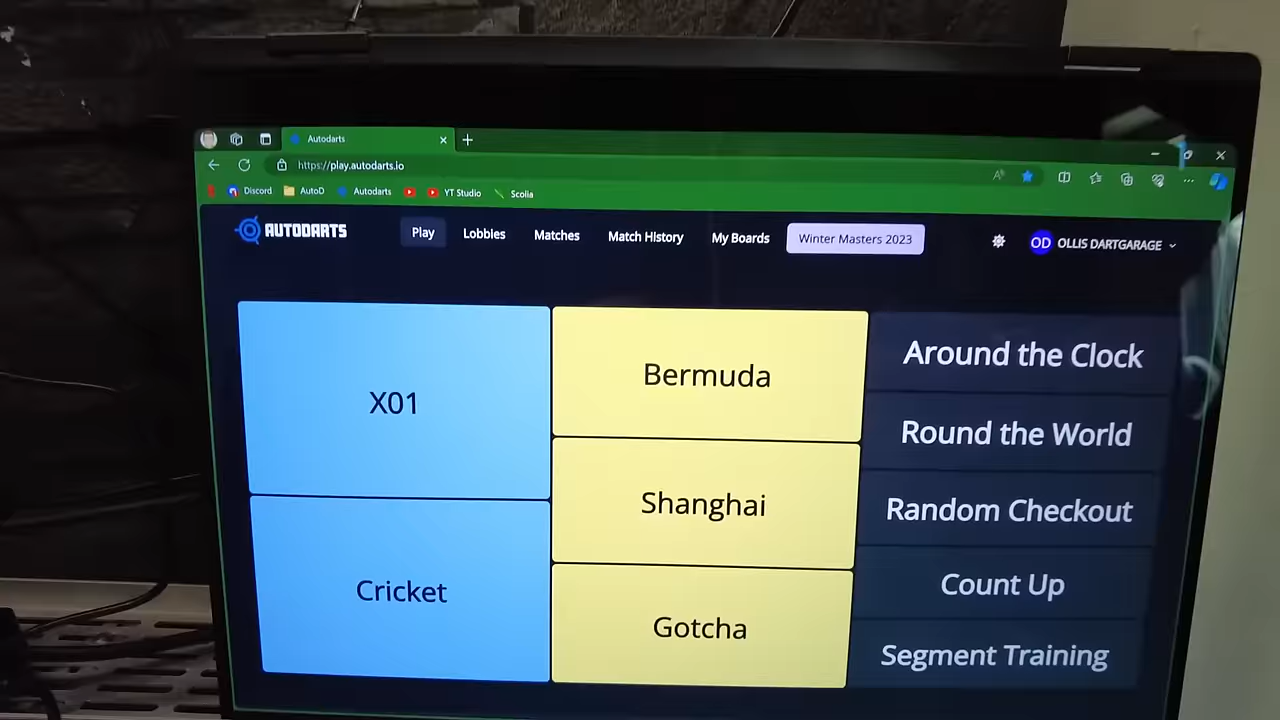 Autodarts
https://play.autodarts.io
Discord AutoD Autodarts YT Studio Scolia
AUTODARTS Play Lobbies Matches Match History My Boards Winter Masters 2023 OD OLLIS DARTGARAGE
X01
Cricket
Bermuda
Shanghai
Gotcha
Around the Clock
Round the World
Random Checkout
Count Up
Segment Training